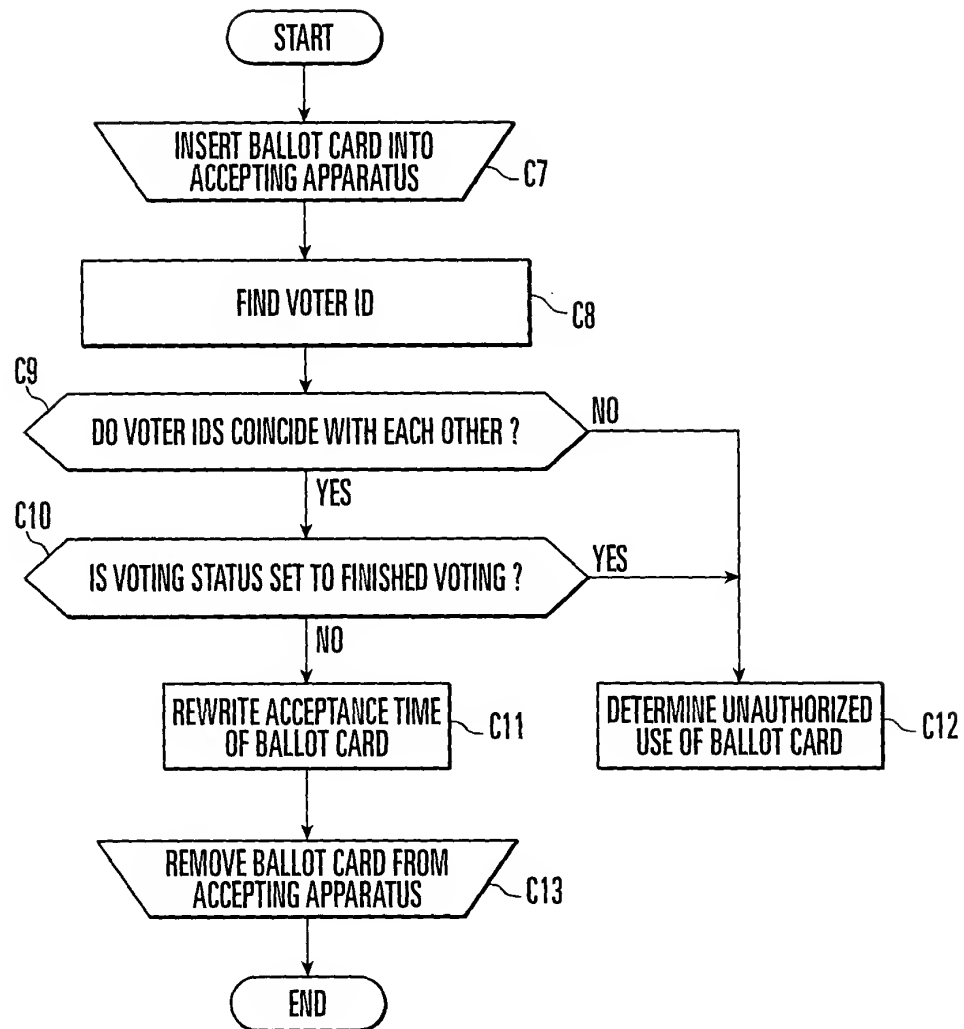 START
INSERT BALLOT CARD INTO
ACCEPTING APPARATUS
C7
FIND VOTER ID
C8
C9
DO VOTER IDS COINCIDE WITH EACH OTHER ?
NO
YES
C10
IS VOTING STATUS SET TO FINISHED VOTING ?
YES
NO
REWRITE ACCEPTANCE TIME
OF BALLOT CARD
C11
DETERMINE UNAUTHORIZED
USE OF BALLOT CARD
C12
REMOVE BALLOT CARD FROM
ACCEPTING APPARATUS
C13
END